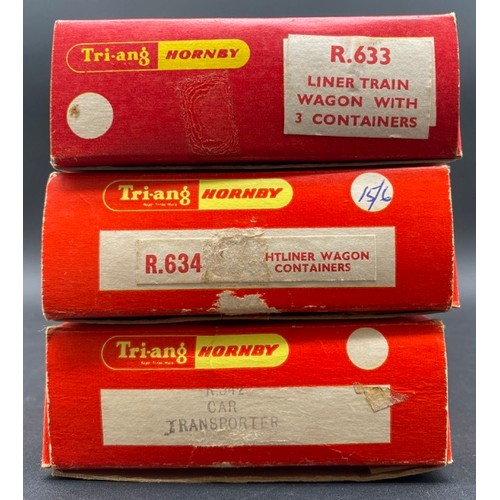 Tri-ang HORNBY
R.633
LINER TRAIN
WAGON WITH
3 CONTAINERS
Tri-ang HORNBY
15/6
R.634
HTLINER WAGON
CONTAINERS
Tri-ang HORNBY
R.342
CAR
TRANSPORTER